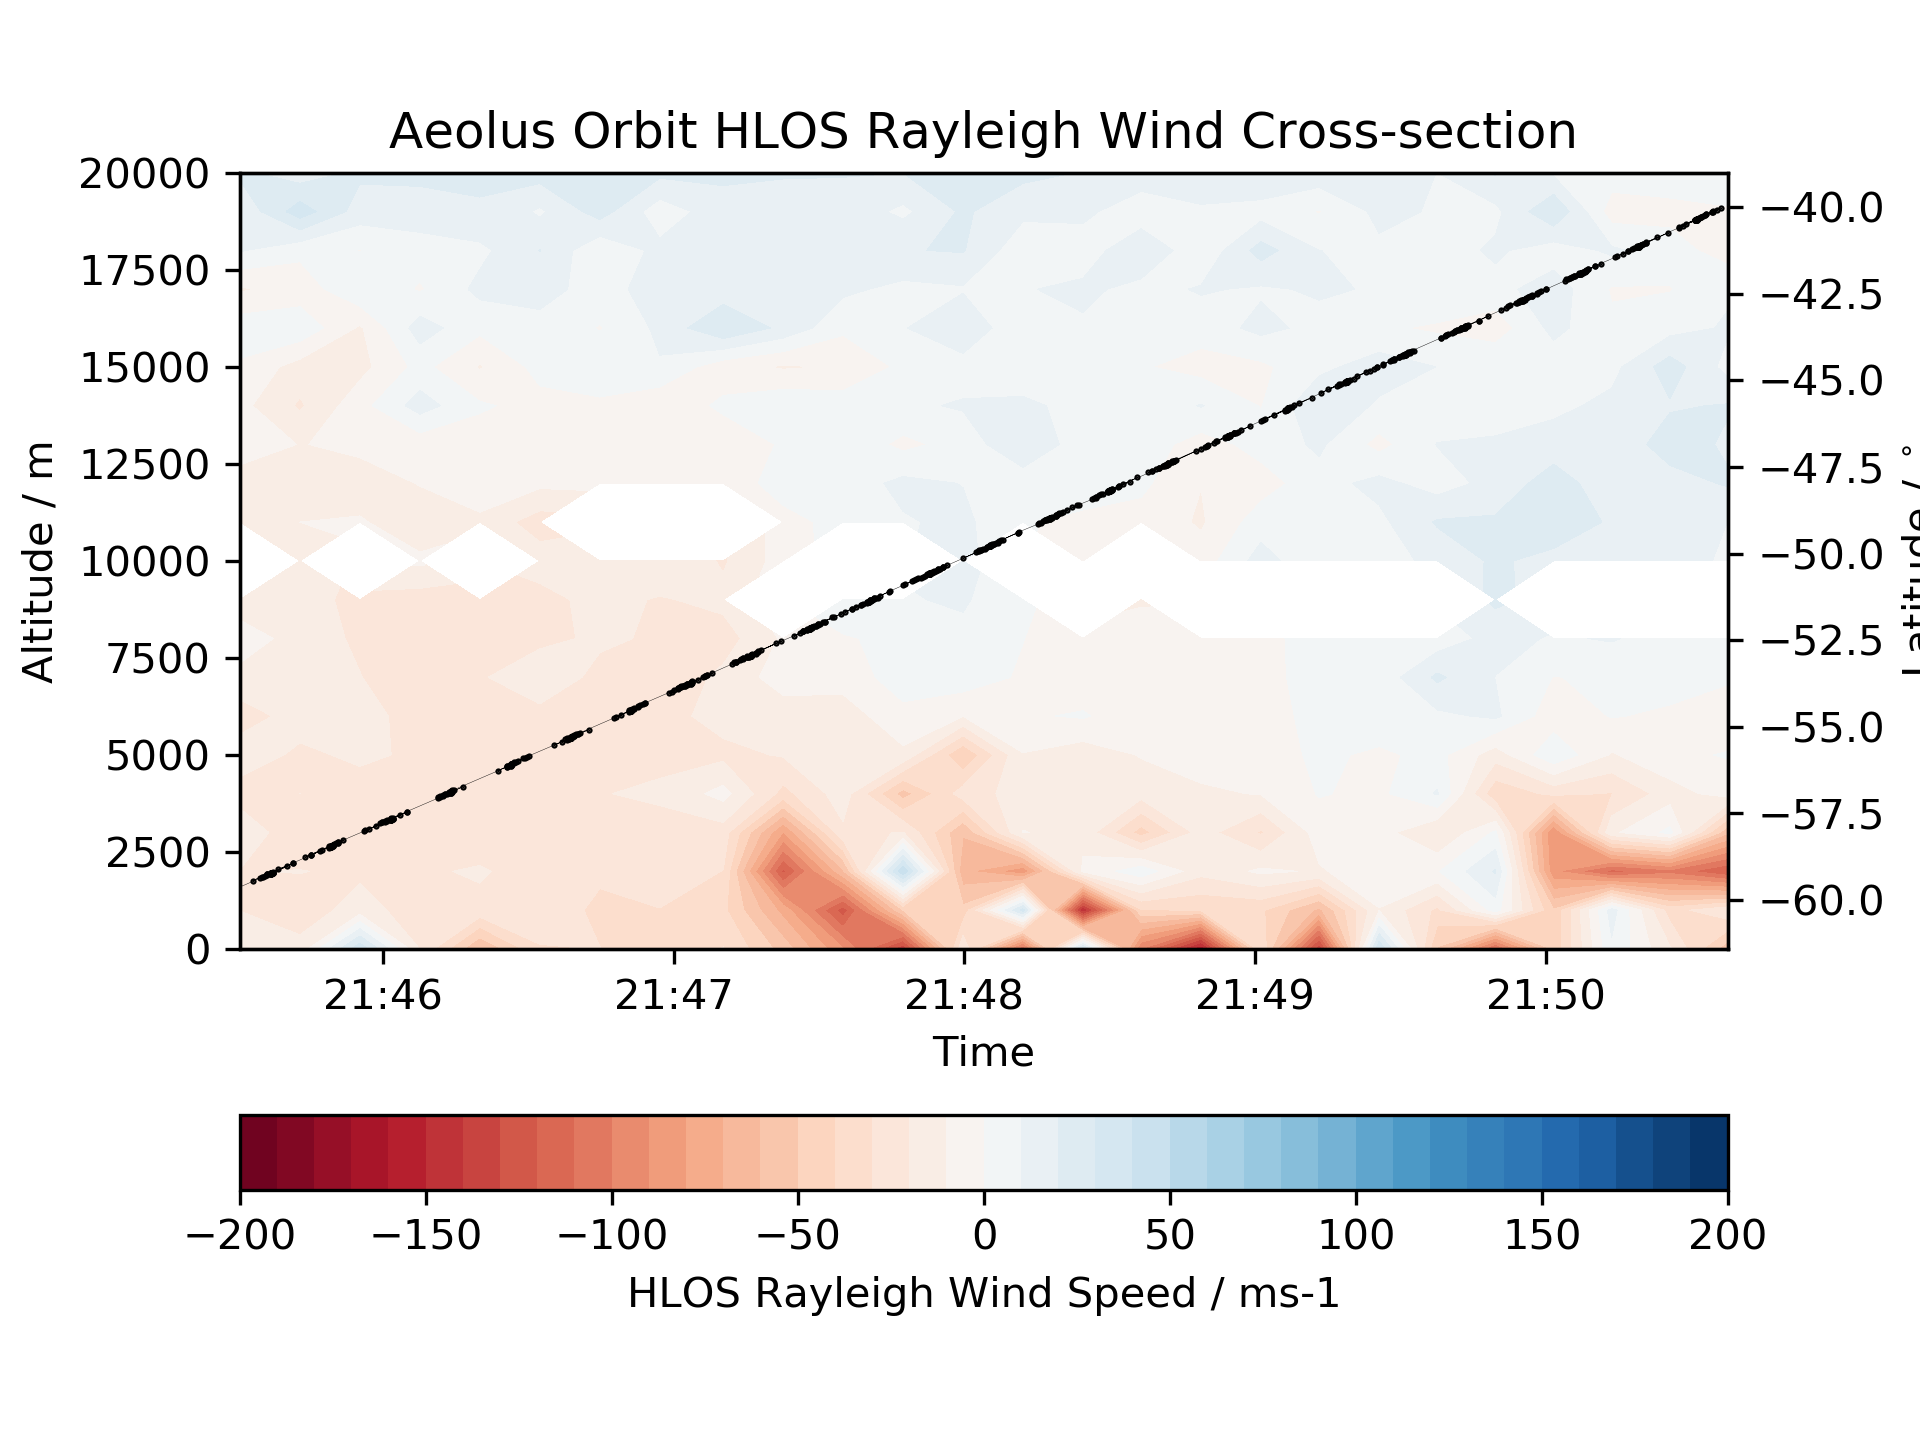 Aeolus Orbit HLOS Rayleigh Wind Cross-section
20000
17500
15000
12500
10000
7500
5000
2500
0
Altitude / m
−40.0
−42.5
−45.0
−47.5
−50.0
−52.5
−55.0
−57.5
−60.0
Latitude / °
21:46 21:47 21:48 21:49 21:50
Time
−200 −150 −100 −50 0 50 100 150 200
HLOS Rayleigh Wind Speed / ms-1